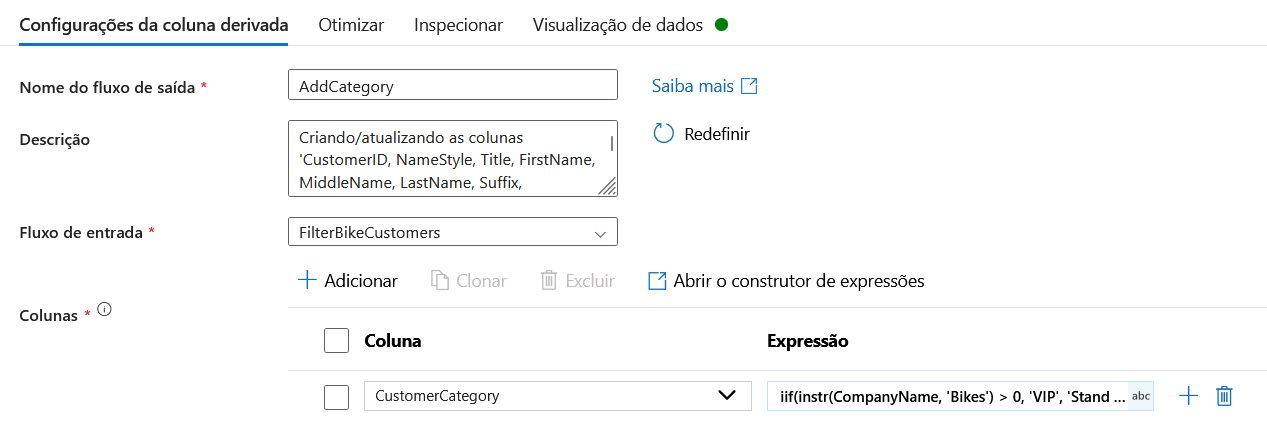 Configurações da coluna derivada Otimizar Inspecionar Visualização de dados
Nome do fluxo de saída * AddCategory Saiba mais
Descrição Criando/atualizando as colunas
'CustomerID, NameStyle, Title, FirstName,
MiddleName, LastName, Suffix,
Redefinir
Fluxo de entrada * FilterBikeCustomers
Adicionar Clonar Excluir Abrir o construtor de expressões
Colunas *
Coluna Expressão
CustomerCategory iif(instr(CompanyName, 'Bikes') > 0, 'VIP', 'Stand ... abc